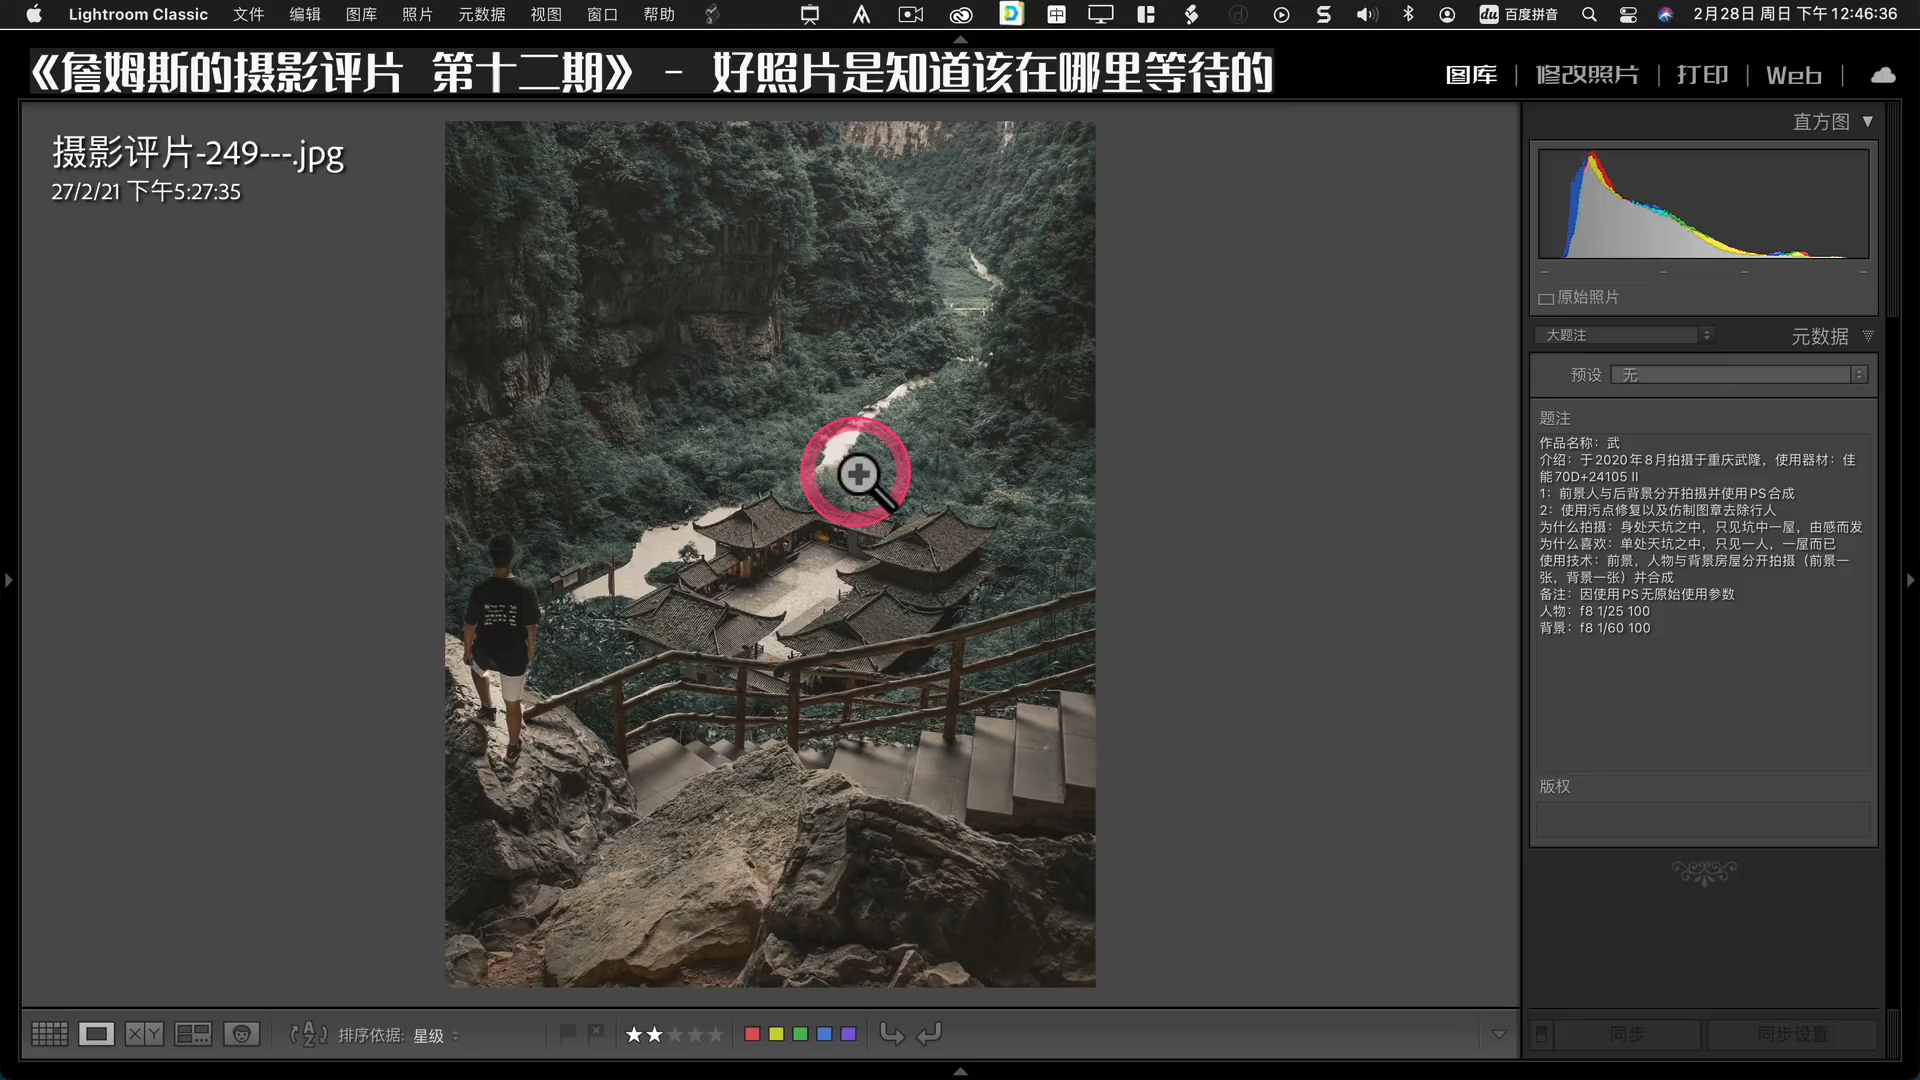 Lightroom Classic 文件 编辑 图库 照片 元数据 视图 窗口 帮助 中 百度拼音 2月28日 周日 下午 12:46:36
《詹姆斯的摄影评片 第十二期》 - 好照片是知道该在哪里等待的
图库 | 修改照片 | 打印 | Web |
摄影评片-249---.jpg
27/2/21 下午5:27:35
直方图
原始照片
大题注 元数据
预设 无
题注
作品名称：武
介绍：于2020年8月拍摄于重庆武隆，使用器材：佳
能70D+24105 II
1：前景人与后背景分开拍摄并使用PS合成
2：使用污点修复以及仿制图章去除行人
为什么拍摄：身处天坑之中，只见坑中一屋，由感而发
为什么喜欢：单处天坑之中，只见一人，一屋而已
使用技术：前景，人物与背景房屋分开拍摄（前景一
张，背景一张）并合成
备注：因使用PS无原始使用参数
人物：f8 1/25 100
背景：f8 1/60 100
版权
排序依据: 星级
同步 同步设置